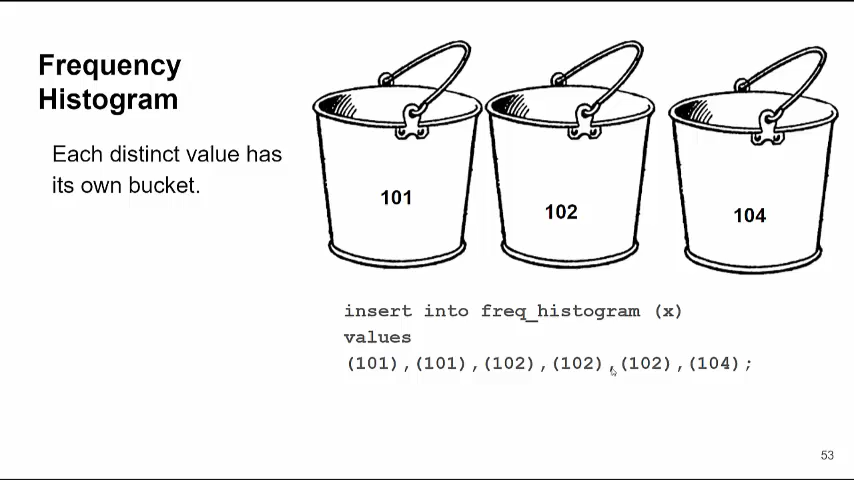 Frequency
Histogram
Each distinct value has
its own bucket.
101
102
104
insert into freq_histogram (x)
values
(101),(101),(102),(102),(102),(104);
53